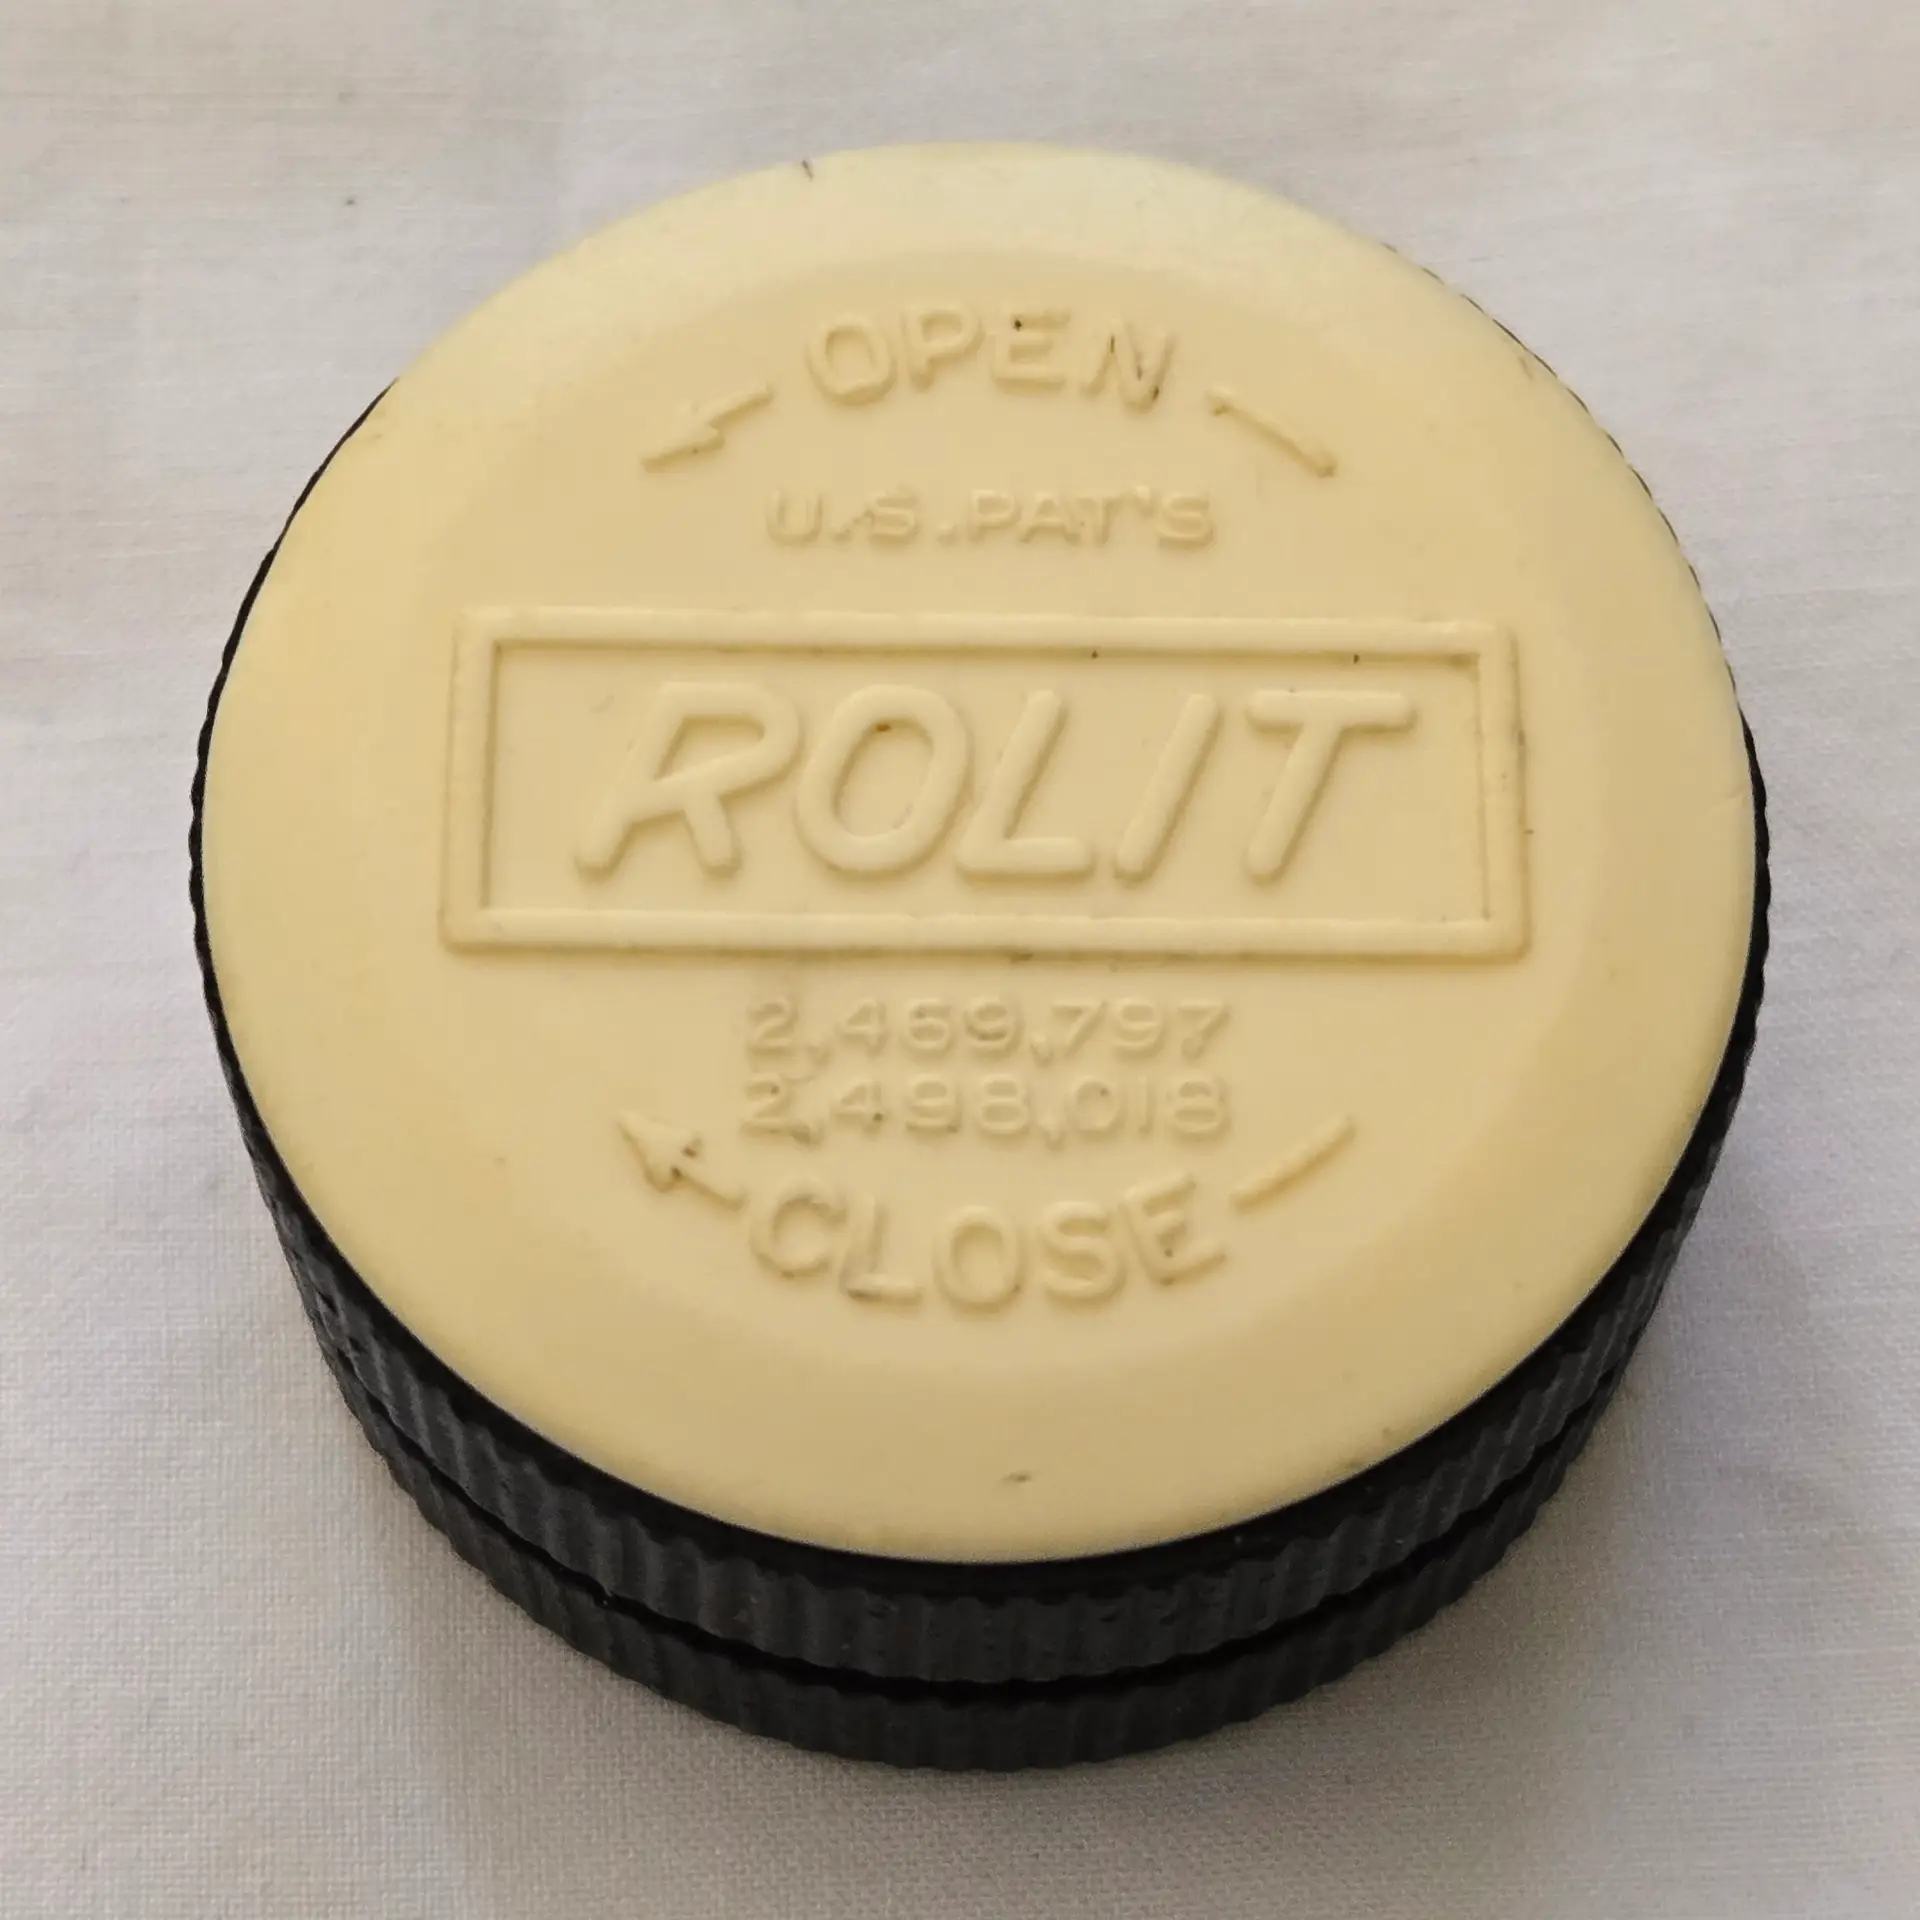 OPEN
U.S.PAT'S
ROLIT
2,469,797
2,498,018
CLOSE